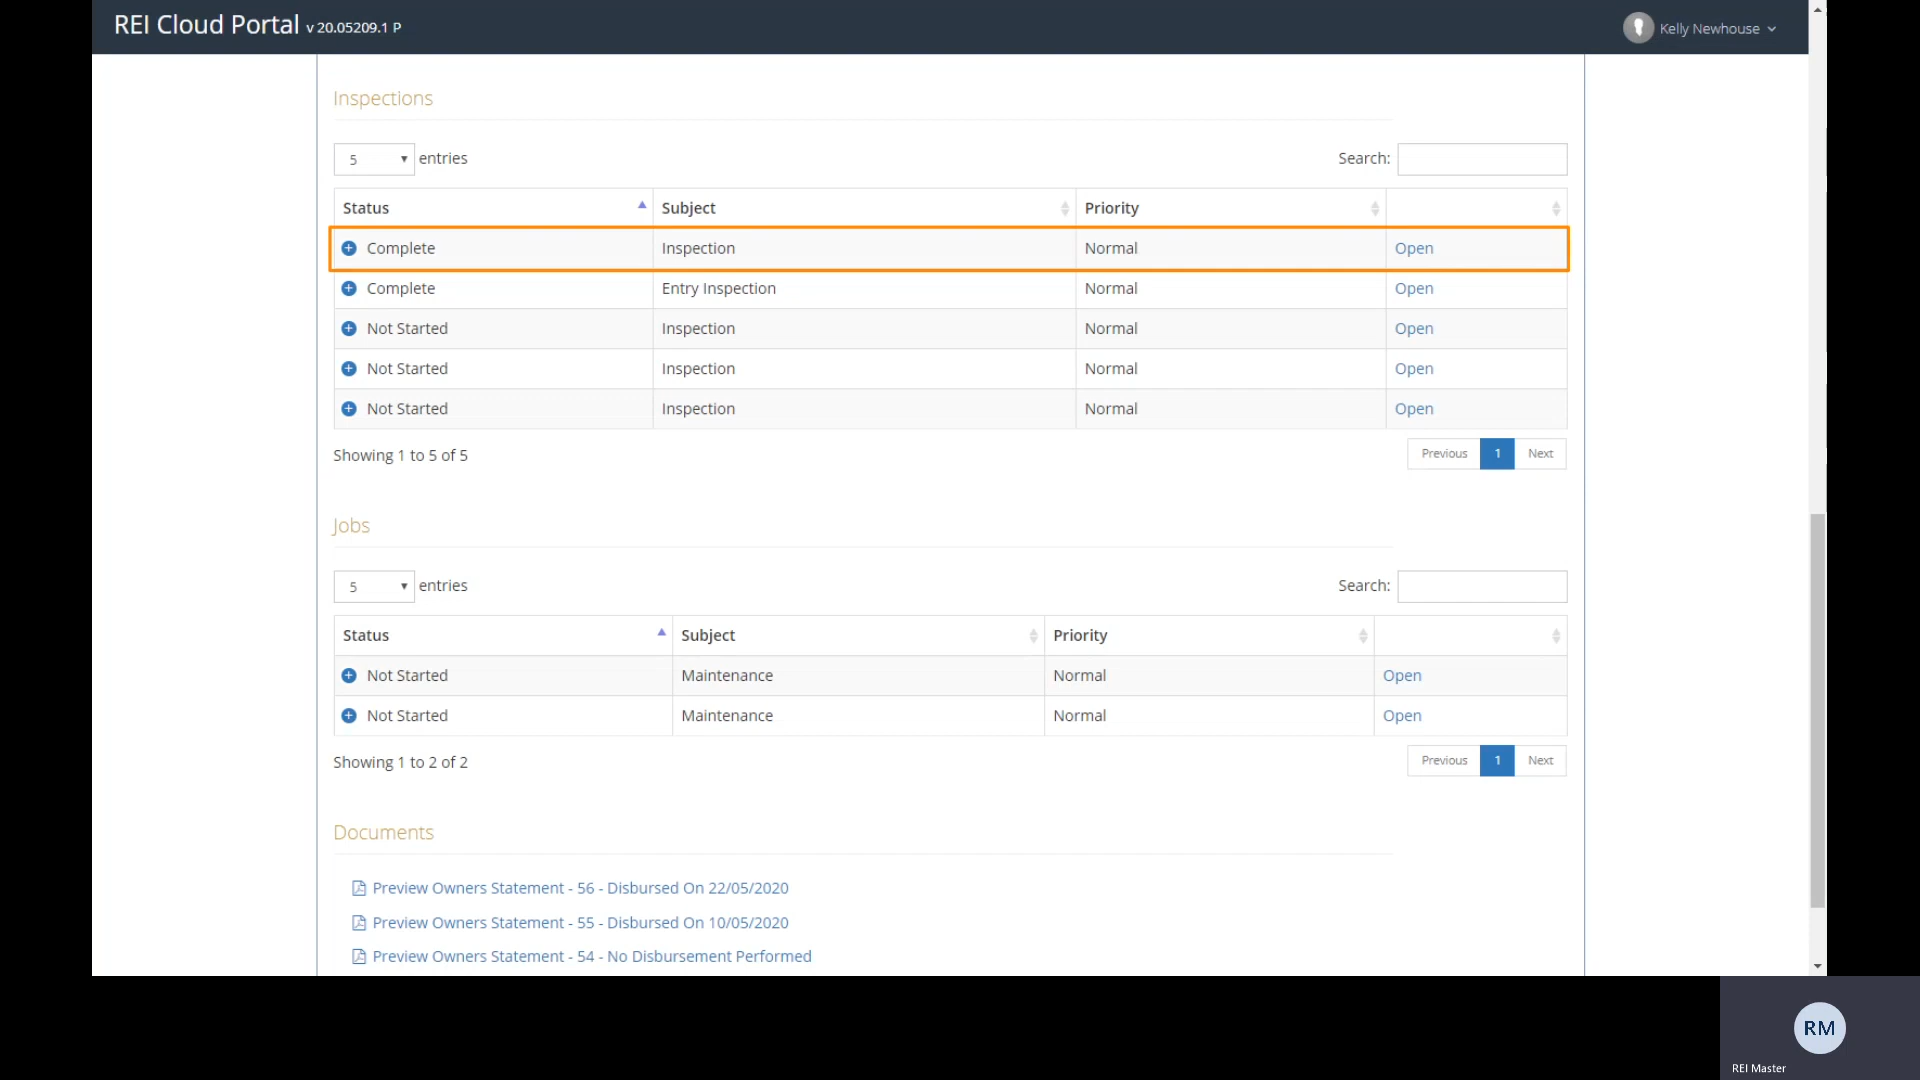 REI Cloud Portal v 20.05209.1 P
Kelly Newhouse
Inspections
5 entries Search:
Status Subject Priority
Complete Inspection Normal Open
Complete Entry Inspection Normal Open
Not Started Inspection Normal Open
Not Started Inspection Normal Open
Not Started Inspection Normal Open
Showing 1 to 5 of 5 Previous 1 Next
Jobs
5 entries Search:
Status Subject Priority
Not Started Maintenance Normal Open
Not Started Maintenance Normal Open
Showing 1 to 2 of 2 Previous 1 Next
Documents
Preview Owners Statement - 56 - Disbursed On 22/05/2020
Preview Owners Statement - 55 - Disbursed On 10/05/2020
Preview Owners Statement - 54 - No Disbursement Performed
RM
REI Master